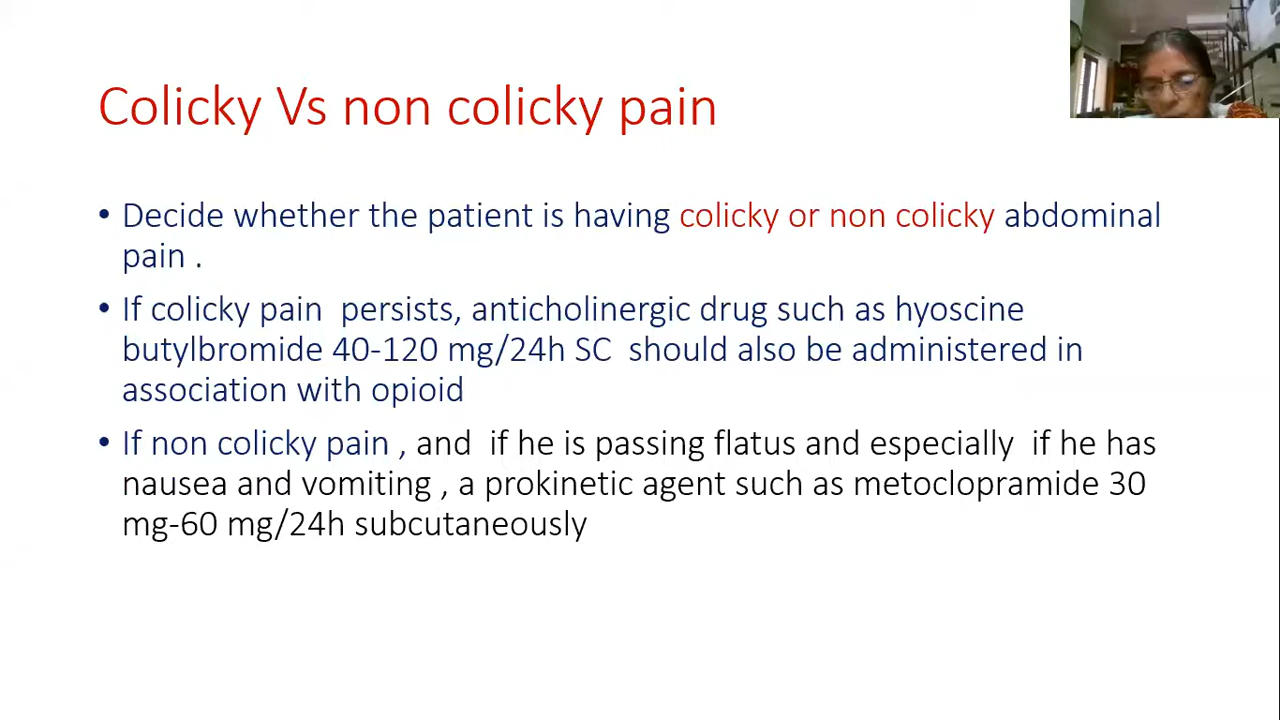 Colicky Vs non colicky pain
• Decide whether the patient is having colicky or non colicky abdominal
pain .
• If colicky pain  persists, anticholinergic drug such as hyoscine
butylbromide 40-120 mg/24h SC  should also be administered in
association with opioid
• If non colicky pain , and  if he is passing flatus and especially  if he has
nausea and vomiting , a prokinetic agent such as metoclopramide 30
mg-60 mg/24h subcutaneously